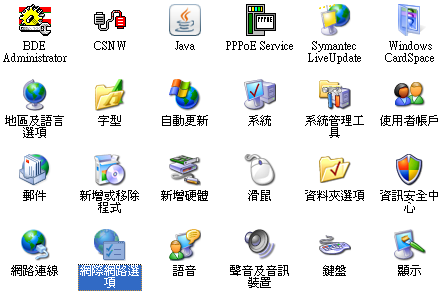 BDE
Administrator
CSNW
Java
PPPoE Service
Symantec
LiveUpdate
Windows
CardSpace
地區及語言
選項
字型
自動更新
系統
系統管理工
具
使用者帳戶
郵件
新增或移除
程式
新增硬體
滑鼠
資料夾選項
資訊安全中
心
網路連線
網際網路選
項
語音
聲音及音訊
裝置
鍵盤
顯示